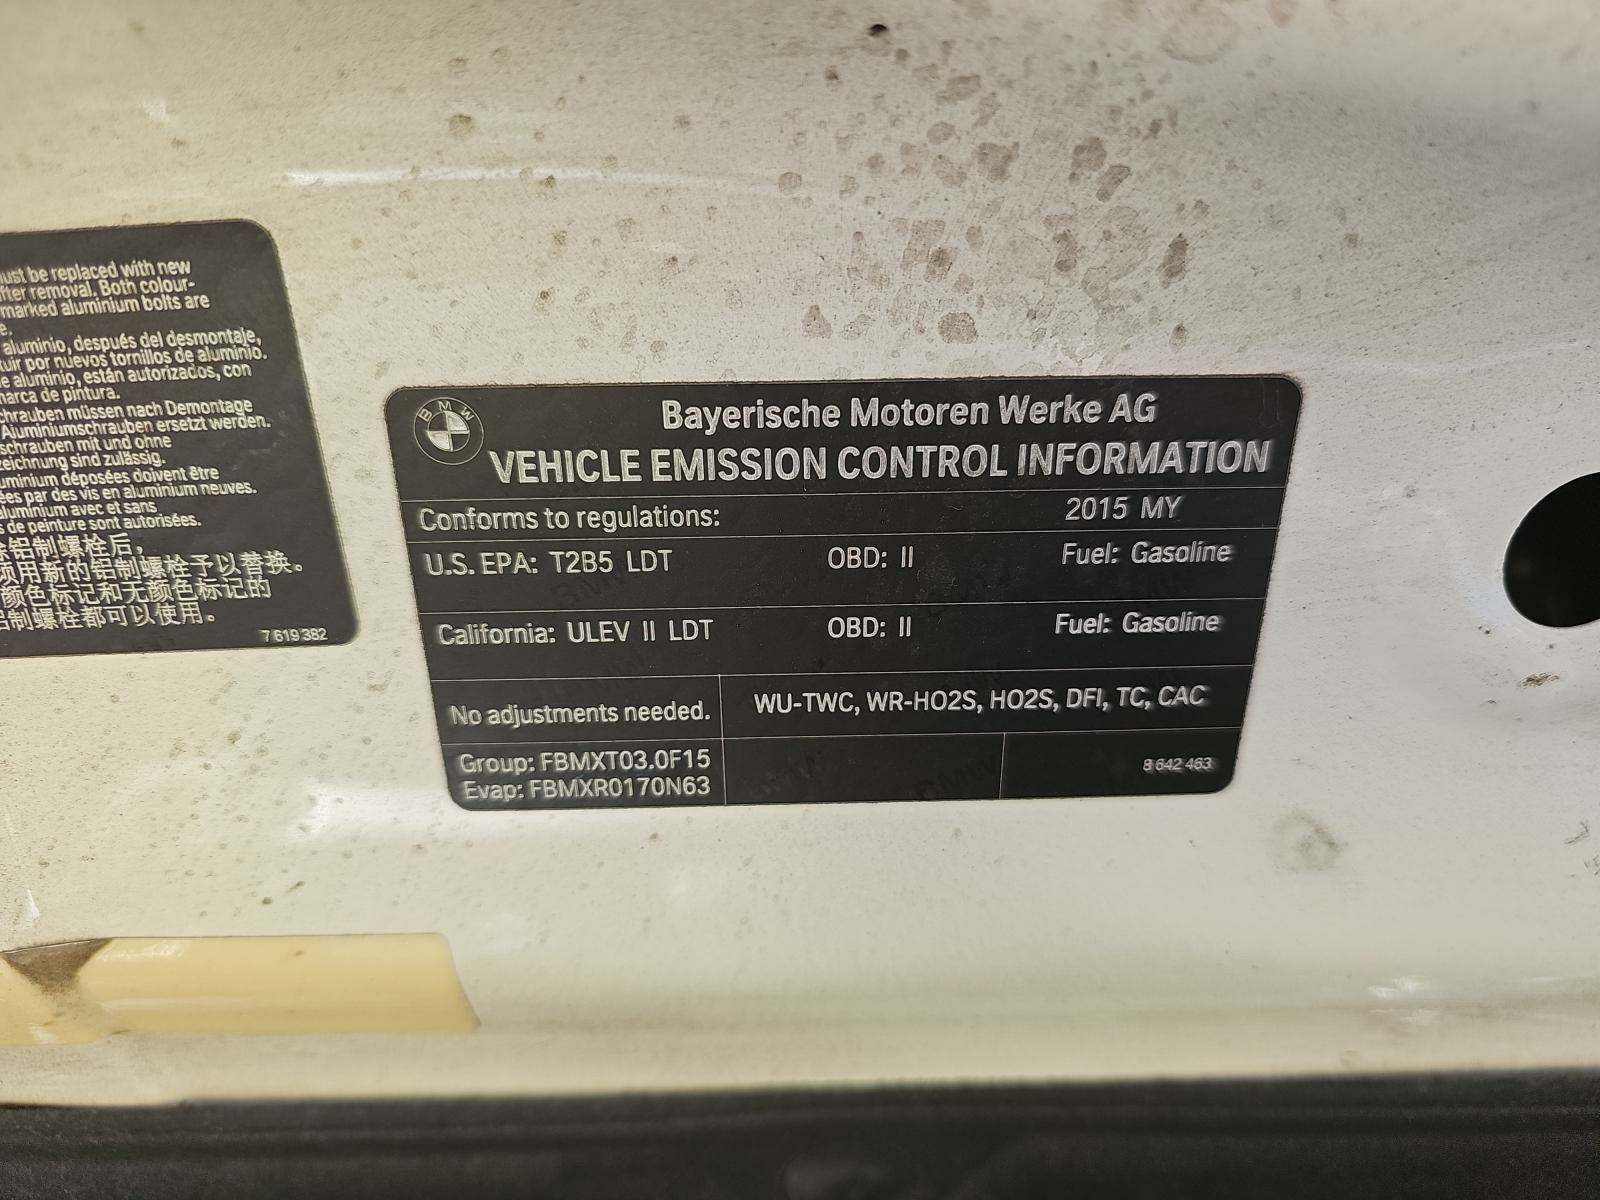 ust be replaced with new
fter removal. Both colour-
marked aluminium bolts are
e.
aluminio, después del desmontaje,
tuir por nuevos tornillos de aluminio.
e aluminio, están autorizados, con
marca de pintura.
chrauben müssen nach Demontage
Aluminiumschrauben ersetzt werden.
schrauben mit und ohne
zeichnung sind zulässig.
uminium déposées doivent être
ées par des vis en aluminium neuves.
aluminium avec et sans
s de peinture sont autorisées.
除铝制螺栓后，
须用新的铝制螺栓予以替换。
颜色标记和无颜色标记的
铝制螺栓都可以使用。
7 619 382
BMW
Bayerische Motoren Werke AG
VEHICLE EMISSION CONTROL INFORMATION
Conforms to regulations: 2015 MY
U.S. EPA: T2B5 LDT OBD: II Fuel: Gasoline
California: ULEV II LDT OBD: II Fuel: Gasoline
No adjustments needed. WU-TWC, WR-HO2S, HO2S, DFI, TC, CAC
Group: FBMXT03.0F15
Evap: FBMXR0170N63
8 642 463